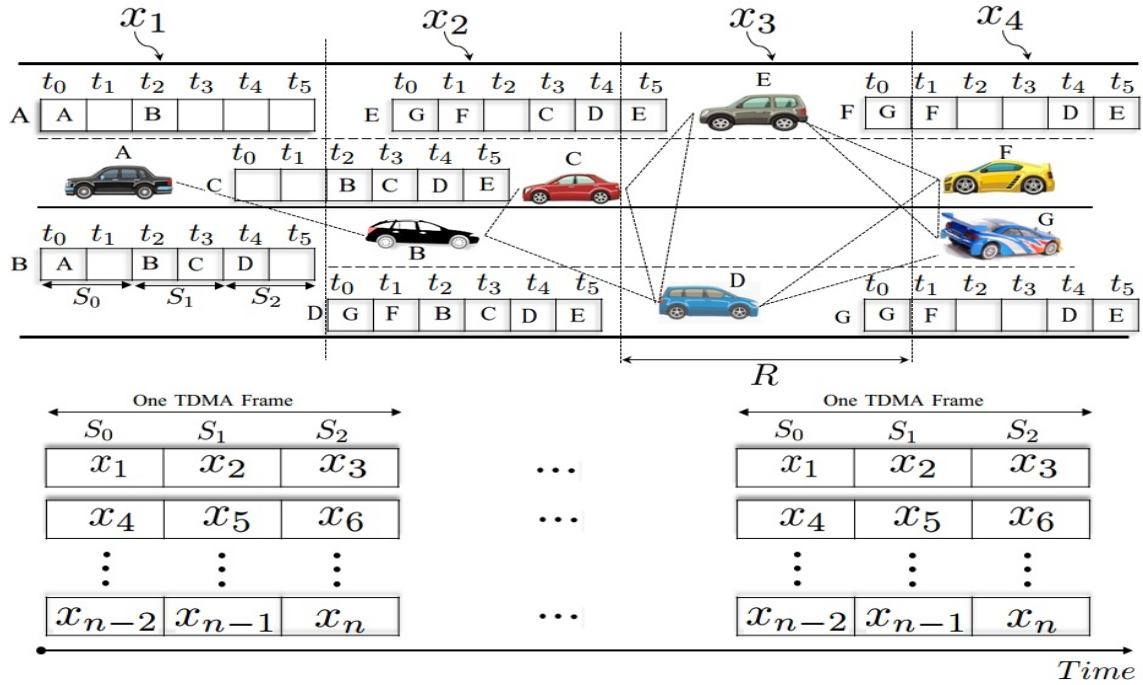 x₁ x₂ x₃ x₄
t₀ t₁ t₂ t₃ t₄ t₅
A A B
t₀ t₁ t₂ t₃ t₄ t₅
E G F C D E
E
t₀ t₁ t₂ t₃ t₄ t₅
F G F D E
A
t₀ t₁ t₂ t₃ t₄ t₅
C B C D E
C
F
t₀ t₁ t₂ t₃ t₄ t₅
B A B C D
S₀ S₁ S₂
B
G
t₀ t₁ t₂ t₃ t₄ t₅
D G F B C D E
D
t₀ t₁ t₂ t₃ t₄ t₅
G G F D E
R
One TDMA Frame One TDMA Frame
S₀ S₁ S₂ S₀ S₁ S₂
x₁ x₂ x₃ ... x₁ x₂ x₃
x₄ x₅ x₆ ... x₄ x₅ x₆
xₙ₋₂ xₙ₋₁ xₙ ... xₙ₋₂ xₙ₋₁ xₙ
Time